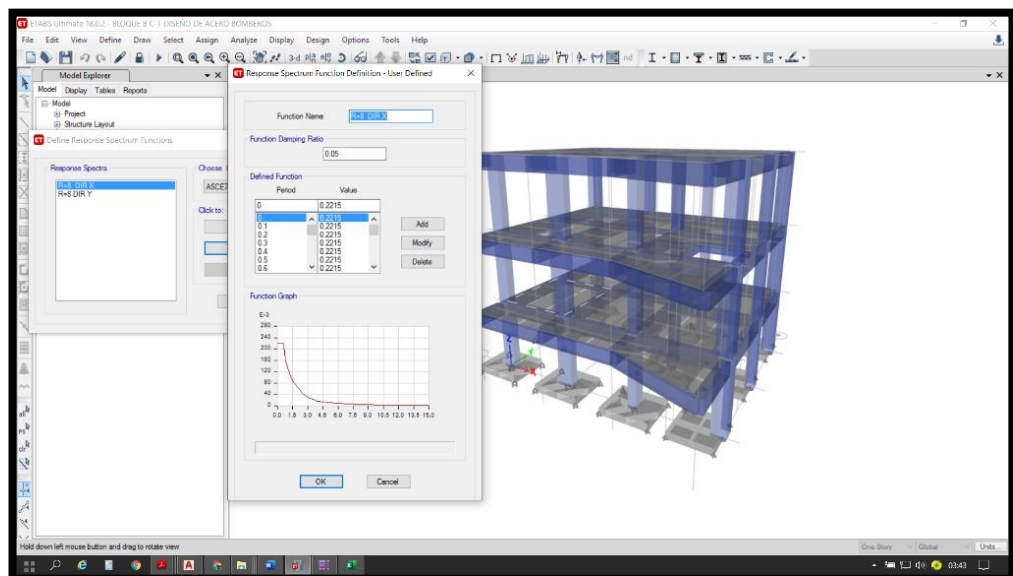 ETABS Ultimate 16.0.2 - BLOQUE B C-T DISEÑO DE ACERO BOMBEROS
File Edit View Define Draw Select Assign Analyze Display Design Options Tools Help
3-d
nd
Model Explorer
Model Display Tables Reports
Model
Project
Structure Layout
Define Response Spectrum Functions
Response Spectra
R=8 DIR X
R=8 DIR Y
Choose
ASCE7
Click to:
Response Spectrum Function Definition - User Defined
Function Name
R=8 DIR X
Function Damping Ratio
0.05
Defined Function
Period Value
0 0.2215
0 0.2215
0.1 0.2215
0.2 0.2215
0.3 0.2215
0.4 0.2215
0.5 0.2215
0.6 0.2215
Add
Modify
Delete
Function Graph
E-3
280
240
200
160
120
80
40
0
0.0 1.5 3.0 4.5 6.0 7.5 9.0 10.5 12.0 13.5 15.0
OK Cancel
Z
Y
X
all
PS
clr
Hold down left mouse button and drag to rotate view
One Story Global Units...
03:43